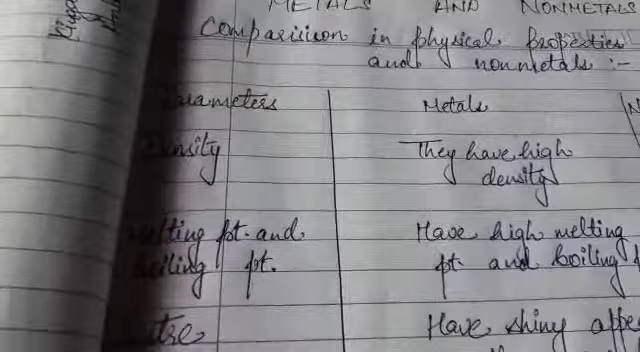 METALS AND NONMETALS
Comparision in physical properties
and nonmetals :-
Parameters Metals
Density They have high
density
Melting pt. and Have high melting
boiling pt. pt and boiling
Have shiny